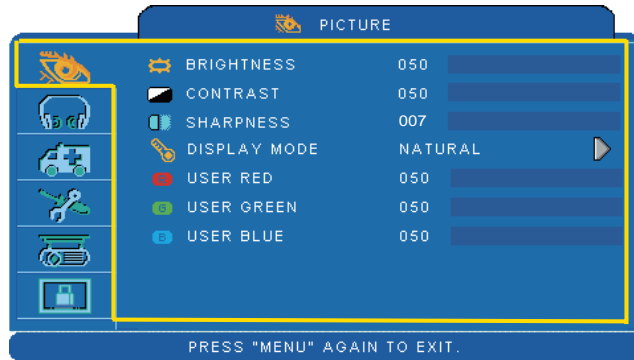 PICTURE
BRIGHTNESS 050
CONTRAST 050
SHARPNESS 007
DISPLAY MODE NATURAL
USER RED 050
G USER GREEN 050
B USER BLUE 050
PRESS "MENU" AGAIN TO EXIT.